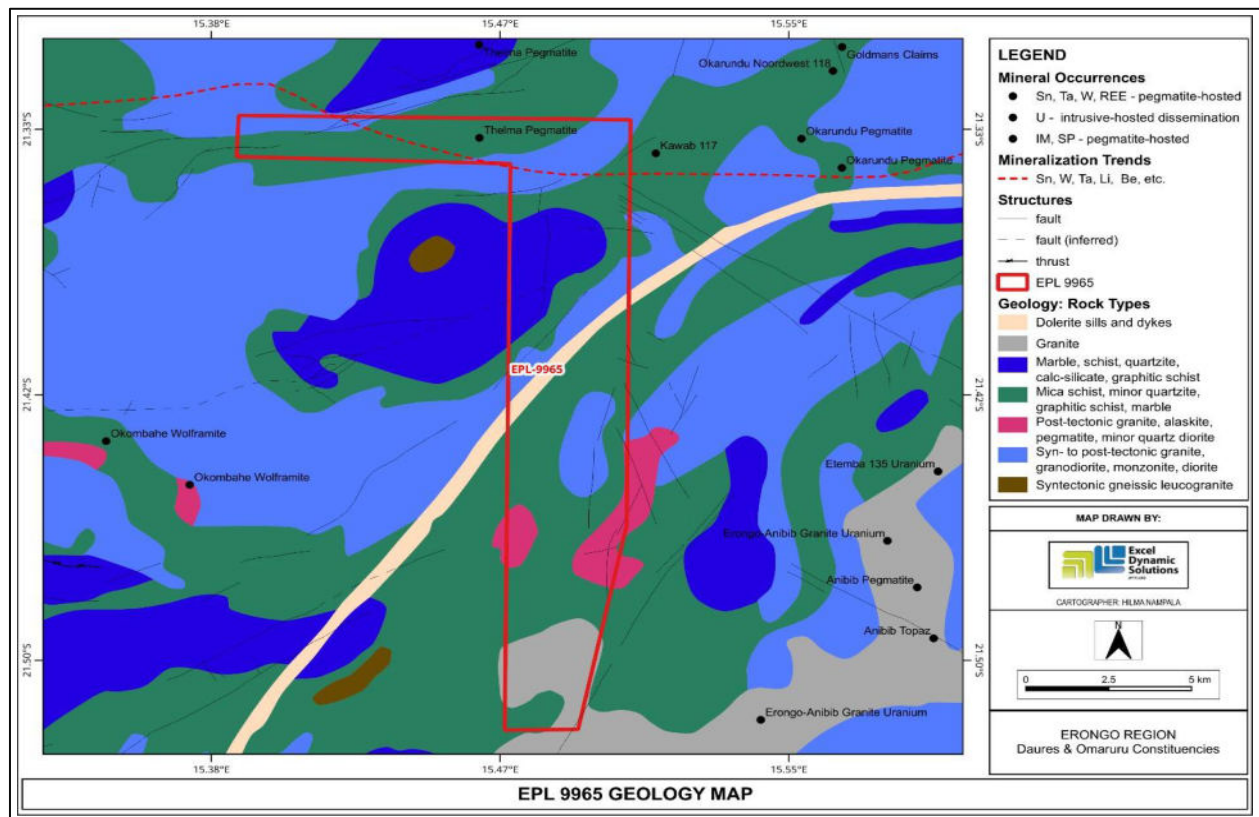 15.38°E
15.47°E
15.55°E
Thelma Pegmatite
Goldmans Claims
Okarundu Noordwest 118
21.33°S
Thelma Pegmatite
Okarundu Pegmatite
21.33°S
Kawab 117
Okarundu Pegmatite
EPL-9965
21.42°S
21.42°S
Okombahe Wolframite
Okombahe Wolframite
Etemba 135 Uranium
Erongo-Anibib Granite Uranium
Anibib Pegmatite
Anibib Topaz
21.50°S
21.50°S
Erongo-Anibib Granite Uranium
15.38°E
15.47°E
15.55°E
LEGEND
Mineral Occurrences
Sn, Ta, W, REE - pegmatite-hosted
U - intrusive-hosted dissemination
IM, SP - pegmatite-hosted
Mineralization Trends
Sn, W, Ta, Li, Be, etc.
Structures
fault
fault (inferred)
thrust
EPL 9965
Geology: Rock Types
Dolerite sills and dykes
Granite
Marble, schist, quartzite,
calc-silicate, graphitic schist
Mica schist, minor quartzite,
graphitic schist, marble
Post-tectonic granite, alaskite,
pegmatite, minor quartz diorite
Syn- to post-tectonic granite,
granodiorite, monzonite, diorite
Syntectonic gneissic leucogranite
MAP DRAWN BY:
Excel
Dynamic
Solutions
CARTOGRAPHER: HILMA NAMPALA
N
0 2.5 5 km
ERONGO REGION
Daures & Omaruru Constituencies
EPL 9965 GEOLOGY MAP